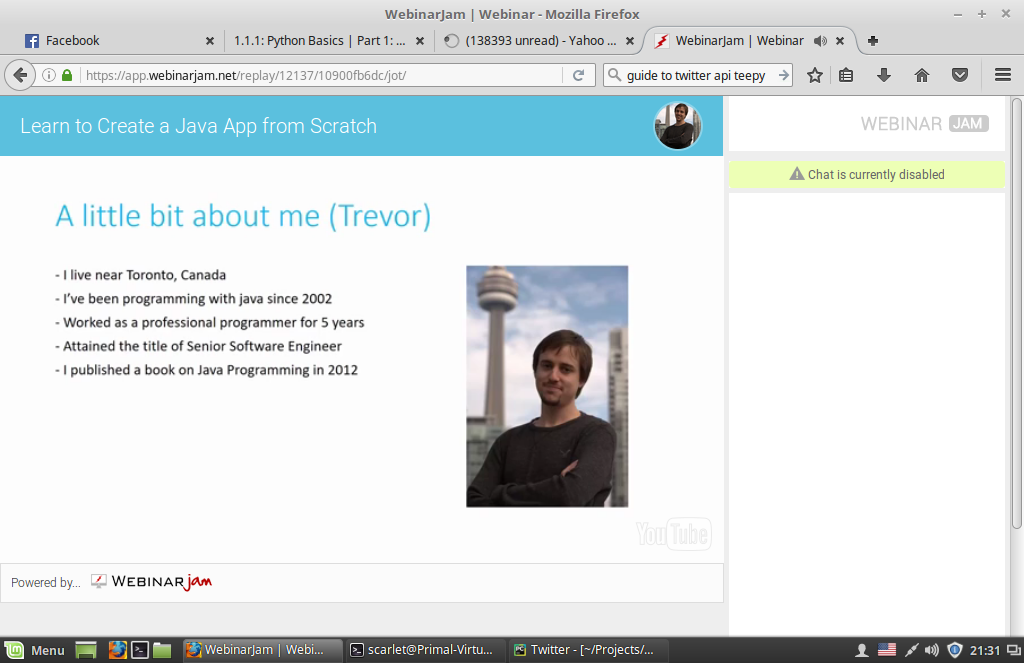 WebinarJam | Webinar - Mozilla Firefox
Facebook
1.1.1: Python Basics | Part 1: ...
(138393 unread) - Yahoo ...
WebinarJam | Webinar
https://app.webinarjam.net/replay/12137/10900fb6dc/jot/
guide to twitter api teepy
Learn to Create a Java App from Scratch
WEBINAR JAM
Chat is currently disabled
A little bit about me (Trevor)
- I live near Toronto, Canada
- I've been programming with java since 2002
- Worked as a professional programmer for 5 years
- Attained the title of Senior Software Engineer
- I published a book on Java Programming in 2012
YouTube
Powered by... WEBINARjam
Menu
WebinarJam | Webi...
scarlet@Primal-Virtu...
Twitter - [~/Projects/...
21:31